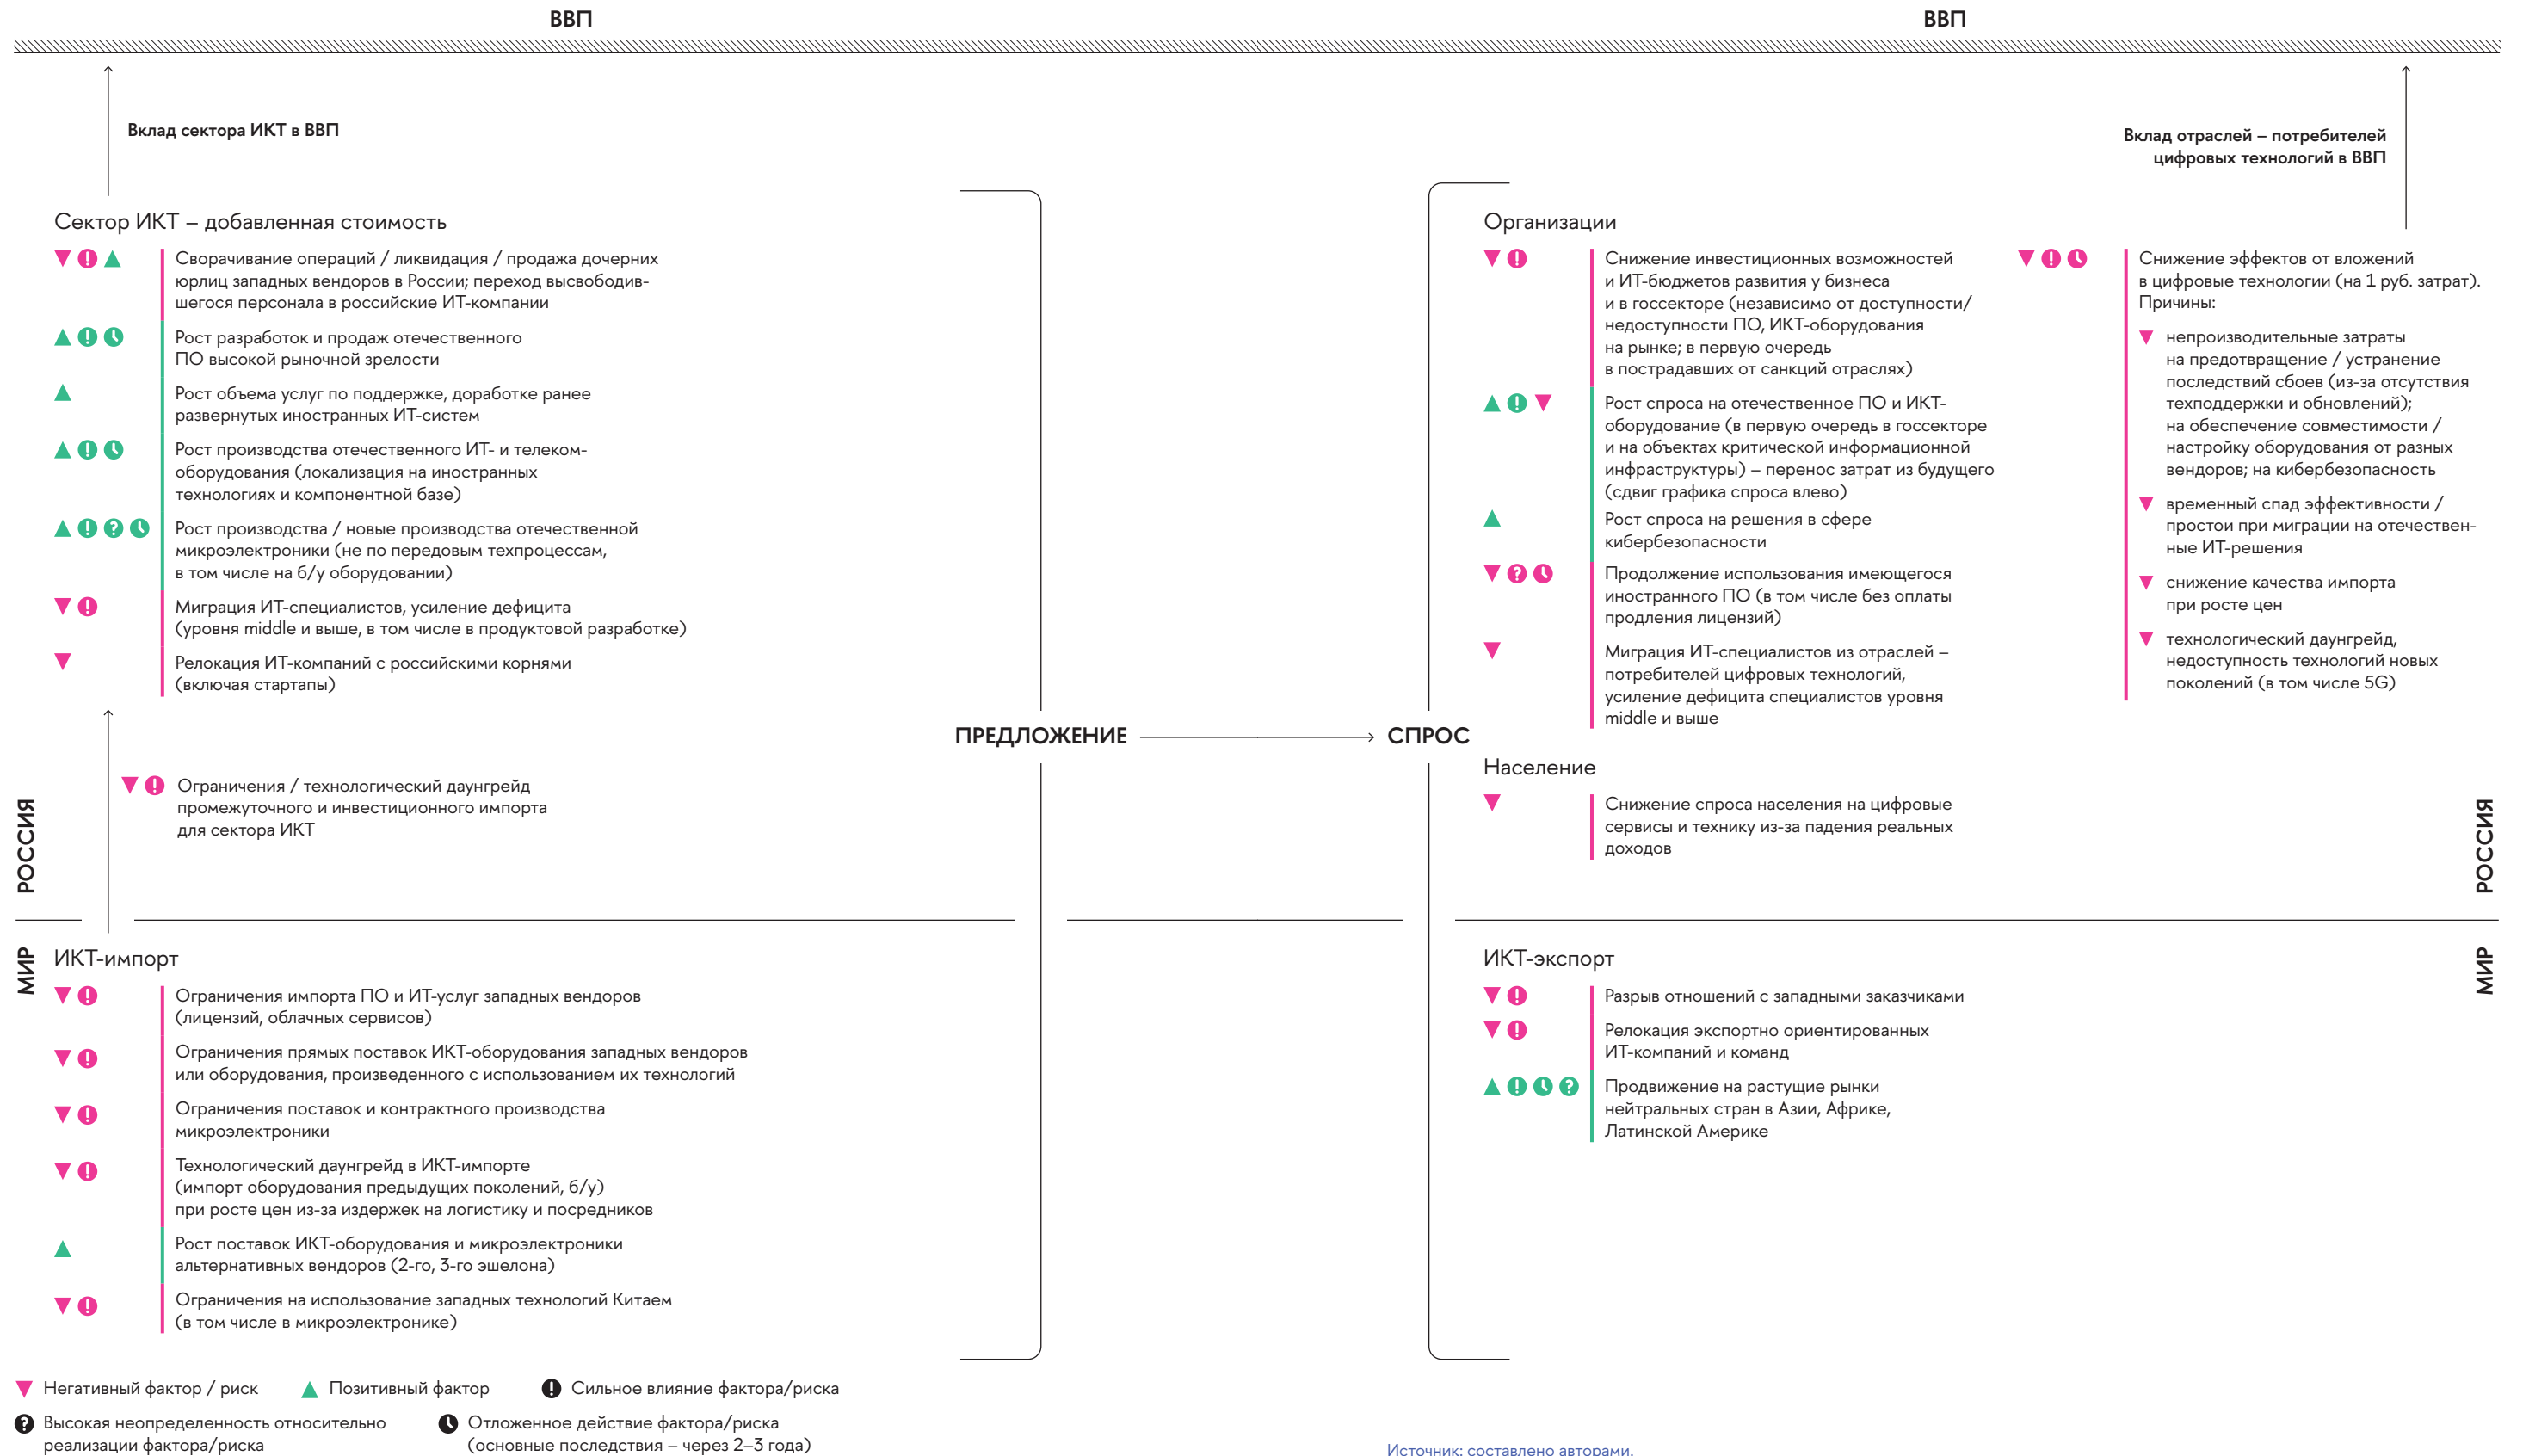 ВВП
ВВП
Вклад сектора ИКТ в ВВП
Вклад отраслей – потребителей
цифровых технологий в ВВП
Сектор ИКТ – добавленная стоимость
Сворачивание операций / ликвидация / продажа дочерних
юрлиц западных вендоров в России; переход высвободив-
шегося персонала в российские ИТ-компании
Рост разработок и продаж отечественного
ПО высокой рыночной зрелости
Рост объема услуг по поддержке, доработке ранее
развернутых иностранных ИТ-систем
Рост производства отечественного ИТ- и телеком-
оборудования (локализация на иностранных
технологиях и компонентной базе)
Рост производства / новые производства отечественной
микроэлектроники (не по передовым техпроцессам,
в том числе на б/у оборудовании)
Миграция ИТ-специалистов, усиление дефицита
(уровня middle и выше, в том числе в продуктовой разработке)
Релокация ИТ-компаний с российскими корнями
(включая стартапы)
Ограничения / технологический даунгрейд
промежуточного и инвестиционного импорта
для сектора ИКТ
РОССИЯ
МИР
ИКТ-импорт
Ограничения импорта ПО и ИТ-услуг западных вендоров
(лицензий, облачных сервисов)
Ограничения прямых поставок ИКТ-оборудования западных вендоров
или оборудования, произведенного с использованием их технологий
Ограничения поставок и контрактного производства
микроэлектроники
Технологический даунгрейд в ИКТ-импорте
(импорт оборудования предыдущих поколений, б/у)
при росте цен из-за издержек на логистику и посредников
Рост поставок ИКТ-оборудования и микроэлектроники
альтернативных вендоров (2-го, 3-го эшелона)
Ограничения на использование западных технологий Китаем
(в том числе в микроэлектронике)
ПРЕДЛОЖЕНИЕ
СПРОС
Организации
Снижение инвестиционных возможностей
и ИТ-бюджетов развития у бизнеса
и в госсекторе (независимо от доступности/
недоступности ПО, ИКТ-оборудования
на рынке; в первую очередь
в пострадавших от санкций отраслях)
Рост спроса на отечественное ПО и ИКТ-
оборудование (в первую очередь в госсекторе
и на объектах критической информационной
инфраструктуры) – перенос затрат из будущего
(сдвиг графика спроса влево)
Рост спроса на решения в сфере
кибербезопасности
Продолжение использования имеющегося
иностранного ПО (в том числе без оплаты
продления лицензий)
Миграция ИТ-специалистов из отраслей –
потребителей цифровых технологий,
усиление дефицита специалистов уровня
middle и выше
Снижение эффектов от вложений
в цифровые технологии (на 1 руб. затрат).
Причины:
непроизводительные затраты
на предотвращение / устранение
последствий сбоев (из-за отсутствия
техподдержки и обновлений);
на обеспечение совместимости /
настройку оборудования от разных
вендоров; на кибербезопасность
временный спад эффективности /
простои при миграции на отечествен-
ные ИТ-решения
снижение качества импорта
при росте цен
технологический даунгрейд,
недоступность технологий новых
поколений (в том числе 5G)
Население
Снижение спроса населения на цифровые
сервисы и технику из-за падения реальных
доходов
РОССИЯ
МИР
ИКТ-экспорт
Разрыв отношений с западными заказчиками
Релокация экспортно ориентированных
ИТ-компаний и команд
Продвижение на растущие рынки
нейтральных стран в Азии, Африке,
Латинской Америке
Негативный фактор / риск
Позитивный фактор
Сильное влияние фактора/риска
Высокая неопределенность относительно
реализации фактора/риска
Отложенное действие фактора/риска
(основные последствия – через 2–3 года)
Источник: составлено авторами.